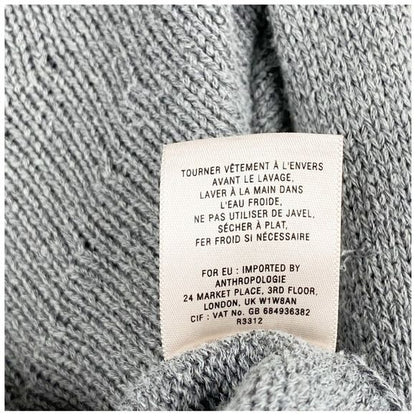 TOURNER VÊTEMENT À L'ENVERS
AVANT LE LAVAGE,
LAVER À LA MAIN DANS
L'EAU FROIDE,
NE PAS UTILISER DE JAVEL,
SÉCHER À PLAT,
FER FROID SI NÉCESSAIRE
FOR EU : IMPORTED BY
ANTHROPOLOGIE
24 MARKET PLACE, 3RD FLOOR,
LONDON, UK W1W8AN
CIF : VAT No. GB 684936382
R3312